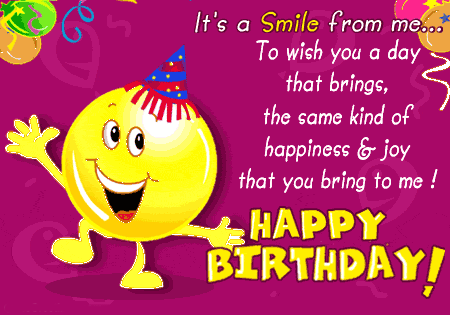 It's a Smile from me...
To wish you a day
that brings,
the same kind of
happiness & joy
that you bring to me !
HAPPY
BIRTHDAY!